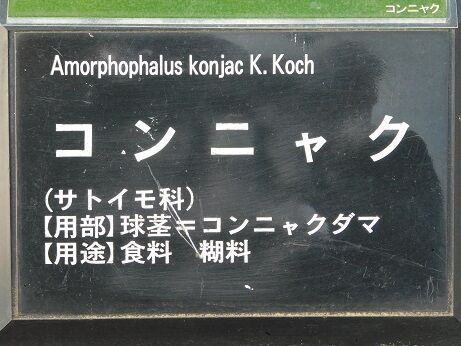 コンニャク
Amorphophalus konjac K. Koch
コンニャク
(サトイモ科)
【用部】球茎=コンニャクダマ
【用途】食料　糊料